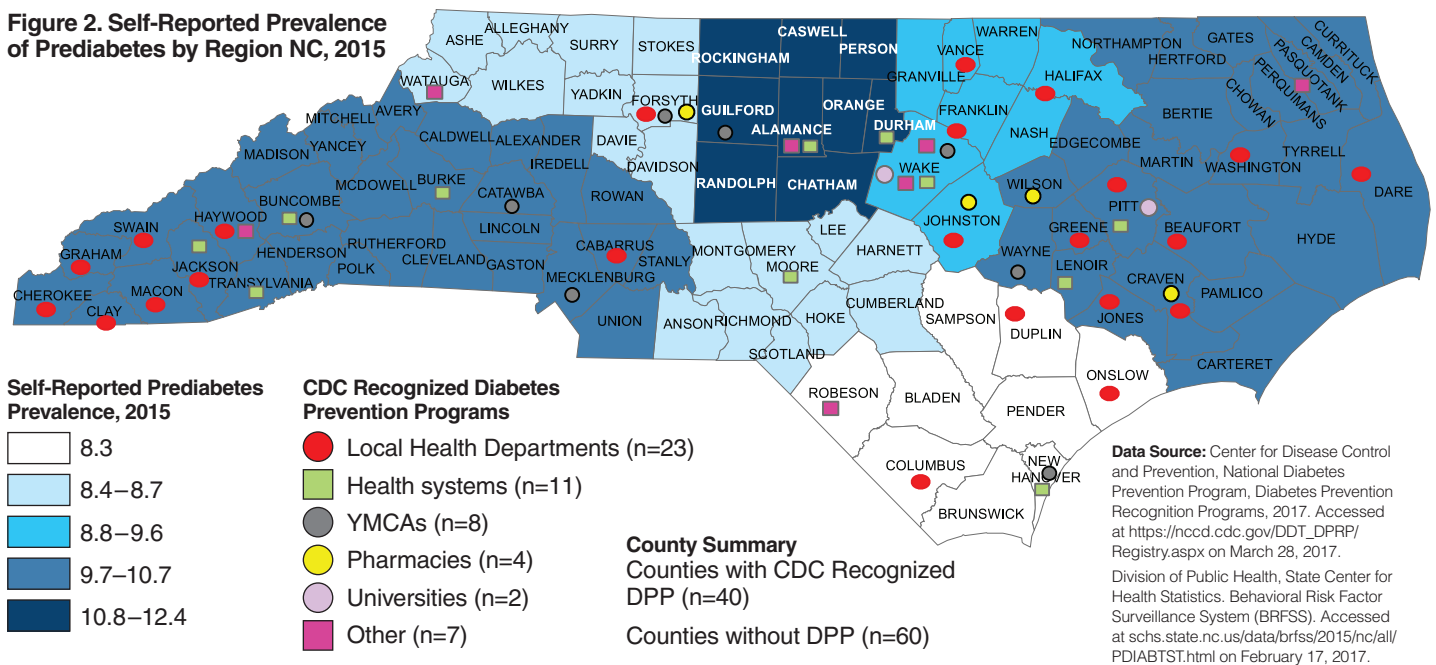 Figure 2. Self-Reported Prevalence
of Prediabetes by Region NC, 2015
ASHE
ALLEGHANY
SURRY
STOKES
ROCKINGHAM
CASWELL
PERSON
VANCE
WARREN
GRANVILLE
NORTHAMPTON
GATES
HERTFORD
CURRITUCK
CAMDEN
PASQUOTANK
PERQUIMANS
CHOWAN
HALIFAX
WATAUGA
WILKES
YADKIN
FORSYTH
GUILFORD
ALAMANCE
ORANGE
DURHAM
FRANKLIN
NASH
EDGECOMBE
BERTIE
MARTIN
WASHINGTON
TYRRELL
DARE
MITCHELL
AVERY
YANCEY
MADISON
CALDWELL
ALEXANDER
IREDELL
DAVIE
DAVIDSON
RANDOLPH
CHATHAM
WAKE
WILSON
PITT
JOHNSTON
GREENE
BEAUFORT
HYDE
BUNCOMBE
MCDOWELL
BURKE
CATAWBA
ROWAN
LINCOLN
SWAIN
HAYWOOD
GRAHAM
JACKSON
HENDERSON
TRANSYLVANIA
POLK
RUTHERFORD
CLEVELAND
GASTON
CABARRUS
STANLY
MECKLENBURG
MONTGOMERY
MOORE
LEE
HARNETT
WAYNE
LENOIR
CRAVEN
PAMLICO
JONES
CARTERET
CHEROKEE
CLAY
MACON
UNION
ANSON
RICHMOND
HOKE
CUMBERLAND
SCOTLAND
SAMPSON
DUPLIN
ONSLOW
ROBESON
BLADEN
PENDER
COLUMBUS
NEW
HANOVER
BRUNSWICK
Self-Reported Prediabetes
Prevalence, 2015
8.3
8.4–8.7
8.8–9.6
9.7–10.7
10.8–12.4
CDC Recognized Diabetes
Prevention Programs
Local Health Departments (n=23)
Health systems (n=11)
YMCAs (n=8)
Pharmacies (n=4)
Universities (n=2)
Other (n=7)
County Summary
Counties with CDC Recognized
DPP (n=40)
Counties without DPP (n=60)
Data Source: Center for Disease Control
and Prevention, National Diabetes
Prevention Program, Diabetes Prevention
Recognition Programs, 2017. Accessed
at https://nccd.cdc.gov/DDT_DPRP/
Registry.aspx on March 28, 2017.
Division of Public Health, State Center for
Health Statistics. Behavioral Risk Factor
Surveillance System (BRFSS). Accessed
at schs.state.nc.us/data/brfss/2015/nc/all/
PDIABTST.html on February 17, 2017.